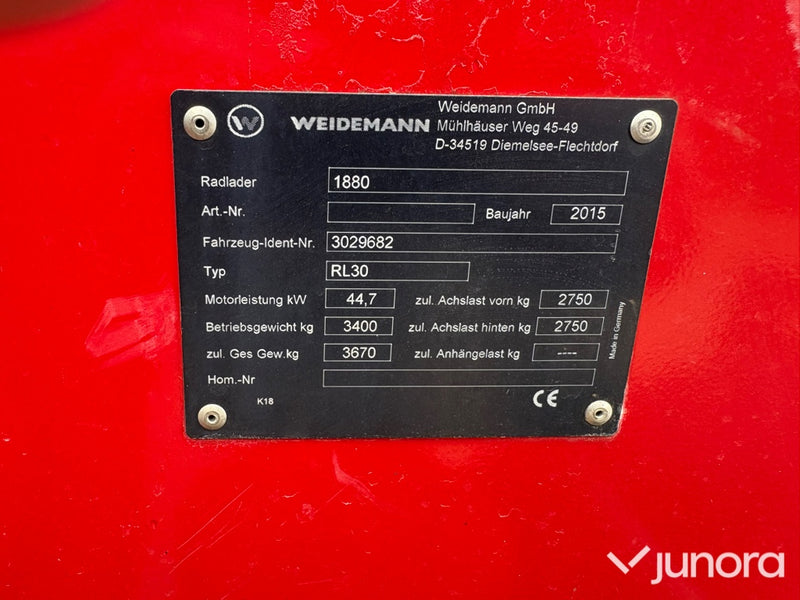 W WEIDEMANN
Weidemann GmbH
Mühlhäuser Weg 45-49
D-34519 Diemelsee-Flechtdorf
Radlader 1880
Art.-Nr. Baujahr 2015
Fahrzeug-Ident-Nr. 3029682
Typ RL30
Motorleistung kW 44,7 zul. Achslast vorn kg 2750
Betriebsgewicht kg 3400 zul. Achslast hinten kg 2750
zul. Ges Gew.kg 3670 zul. Anhängelast kg ----
Hom.-Nr
K18 CE
Made in Germany
junora